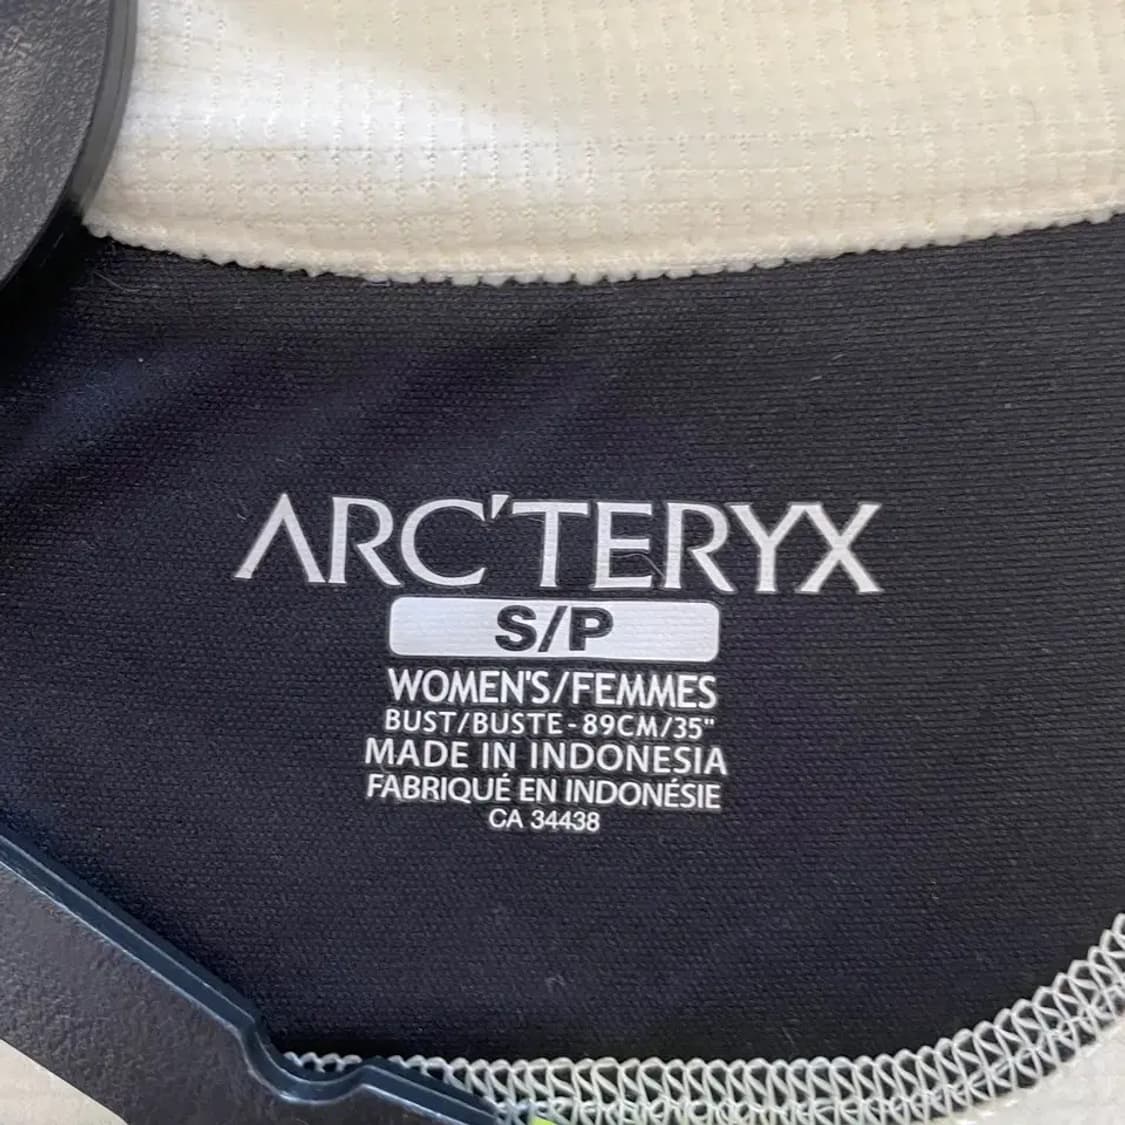 ARC'TERYX
S/P
WOMEN'S/FEMMES
BUST/BUSTE - 89CM/35"
MADE IN INDONESIA
FABRIQUÉ EN INDONÉSIE
CA 34438